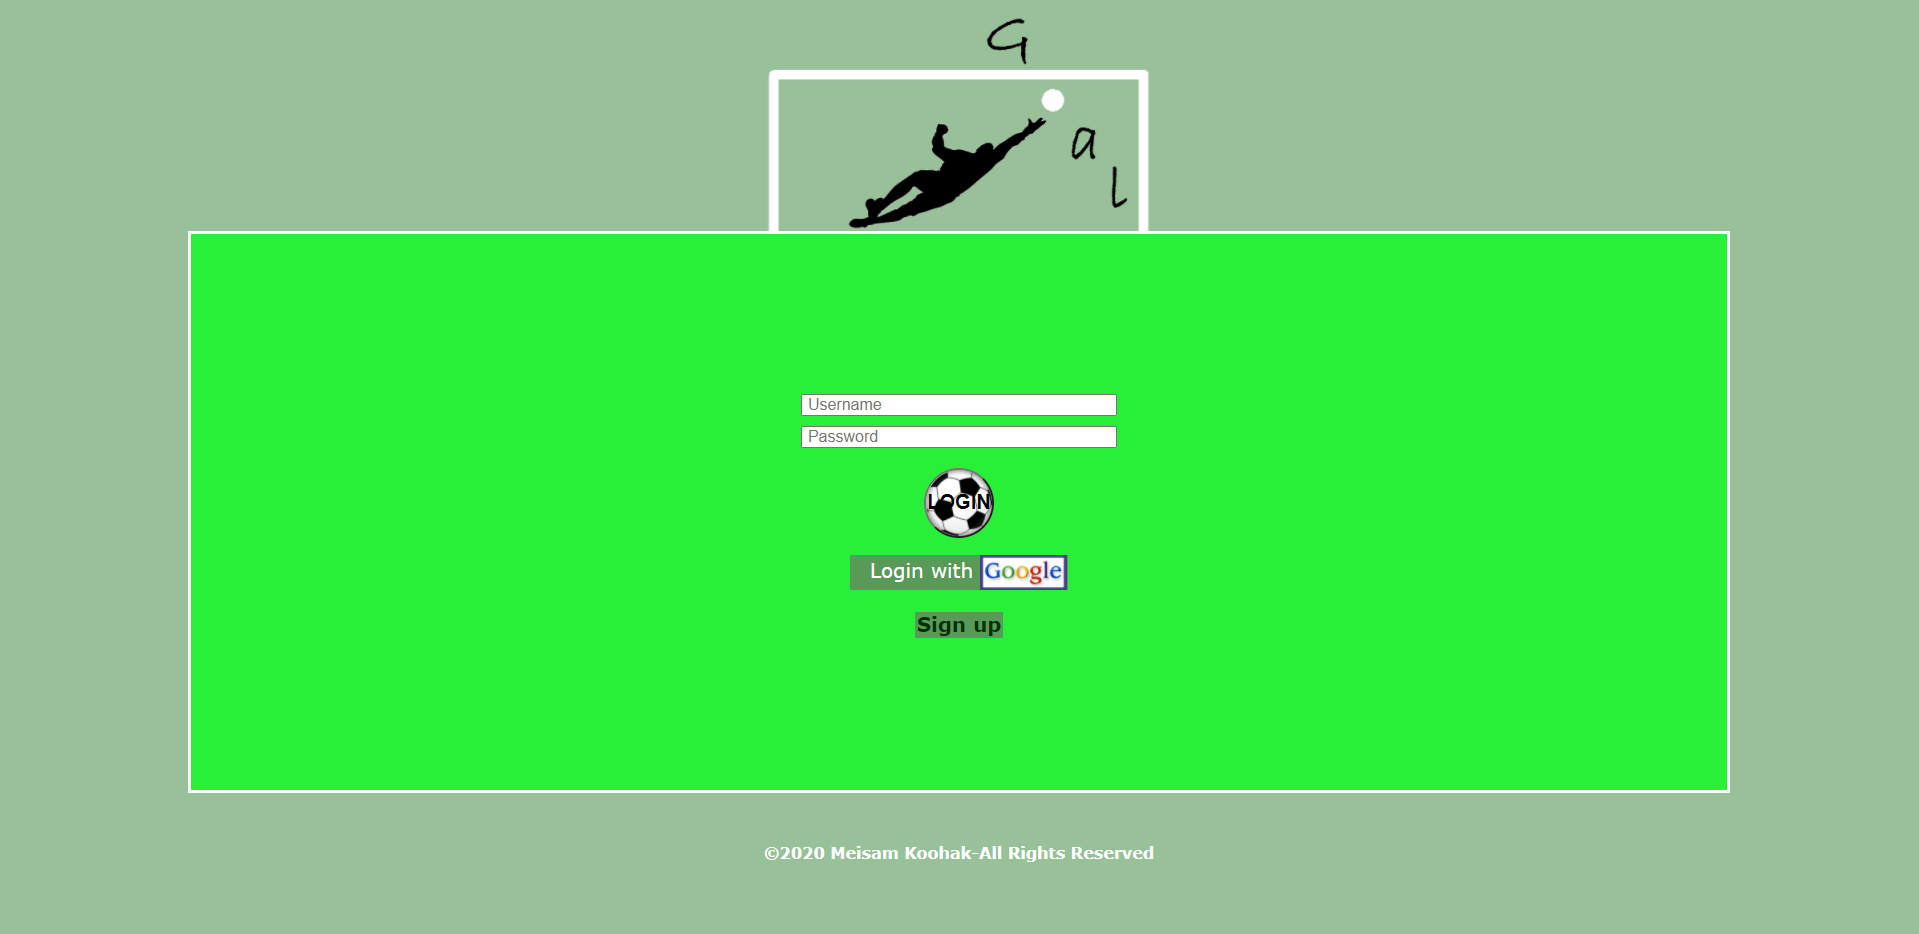 G
a
l
Username
Password
LOGIN
Login with Google
Sign up
©2020 Meisam Koohak-All Rights Reserved